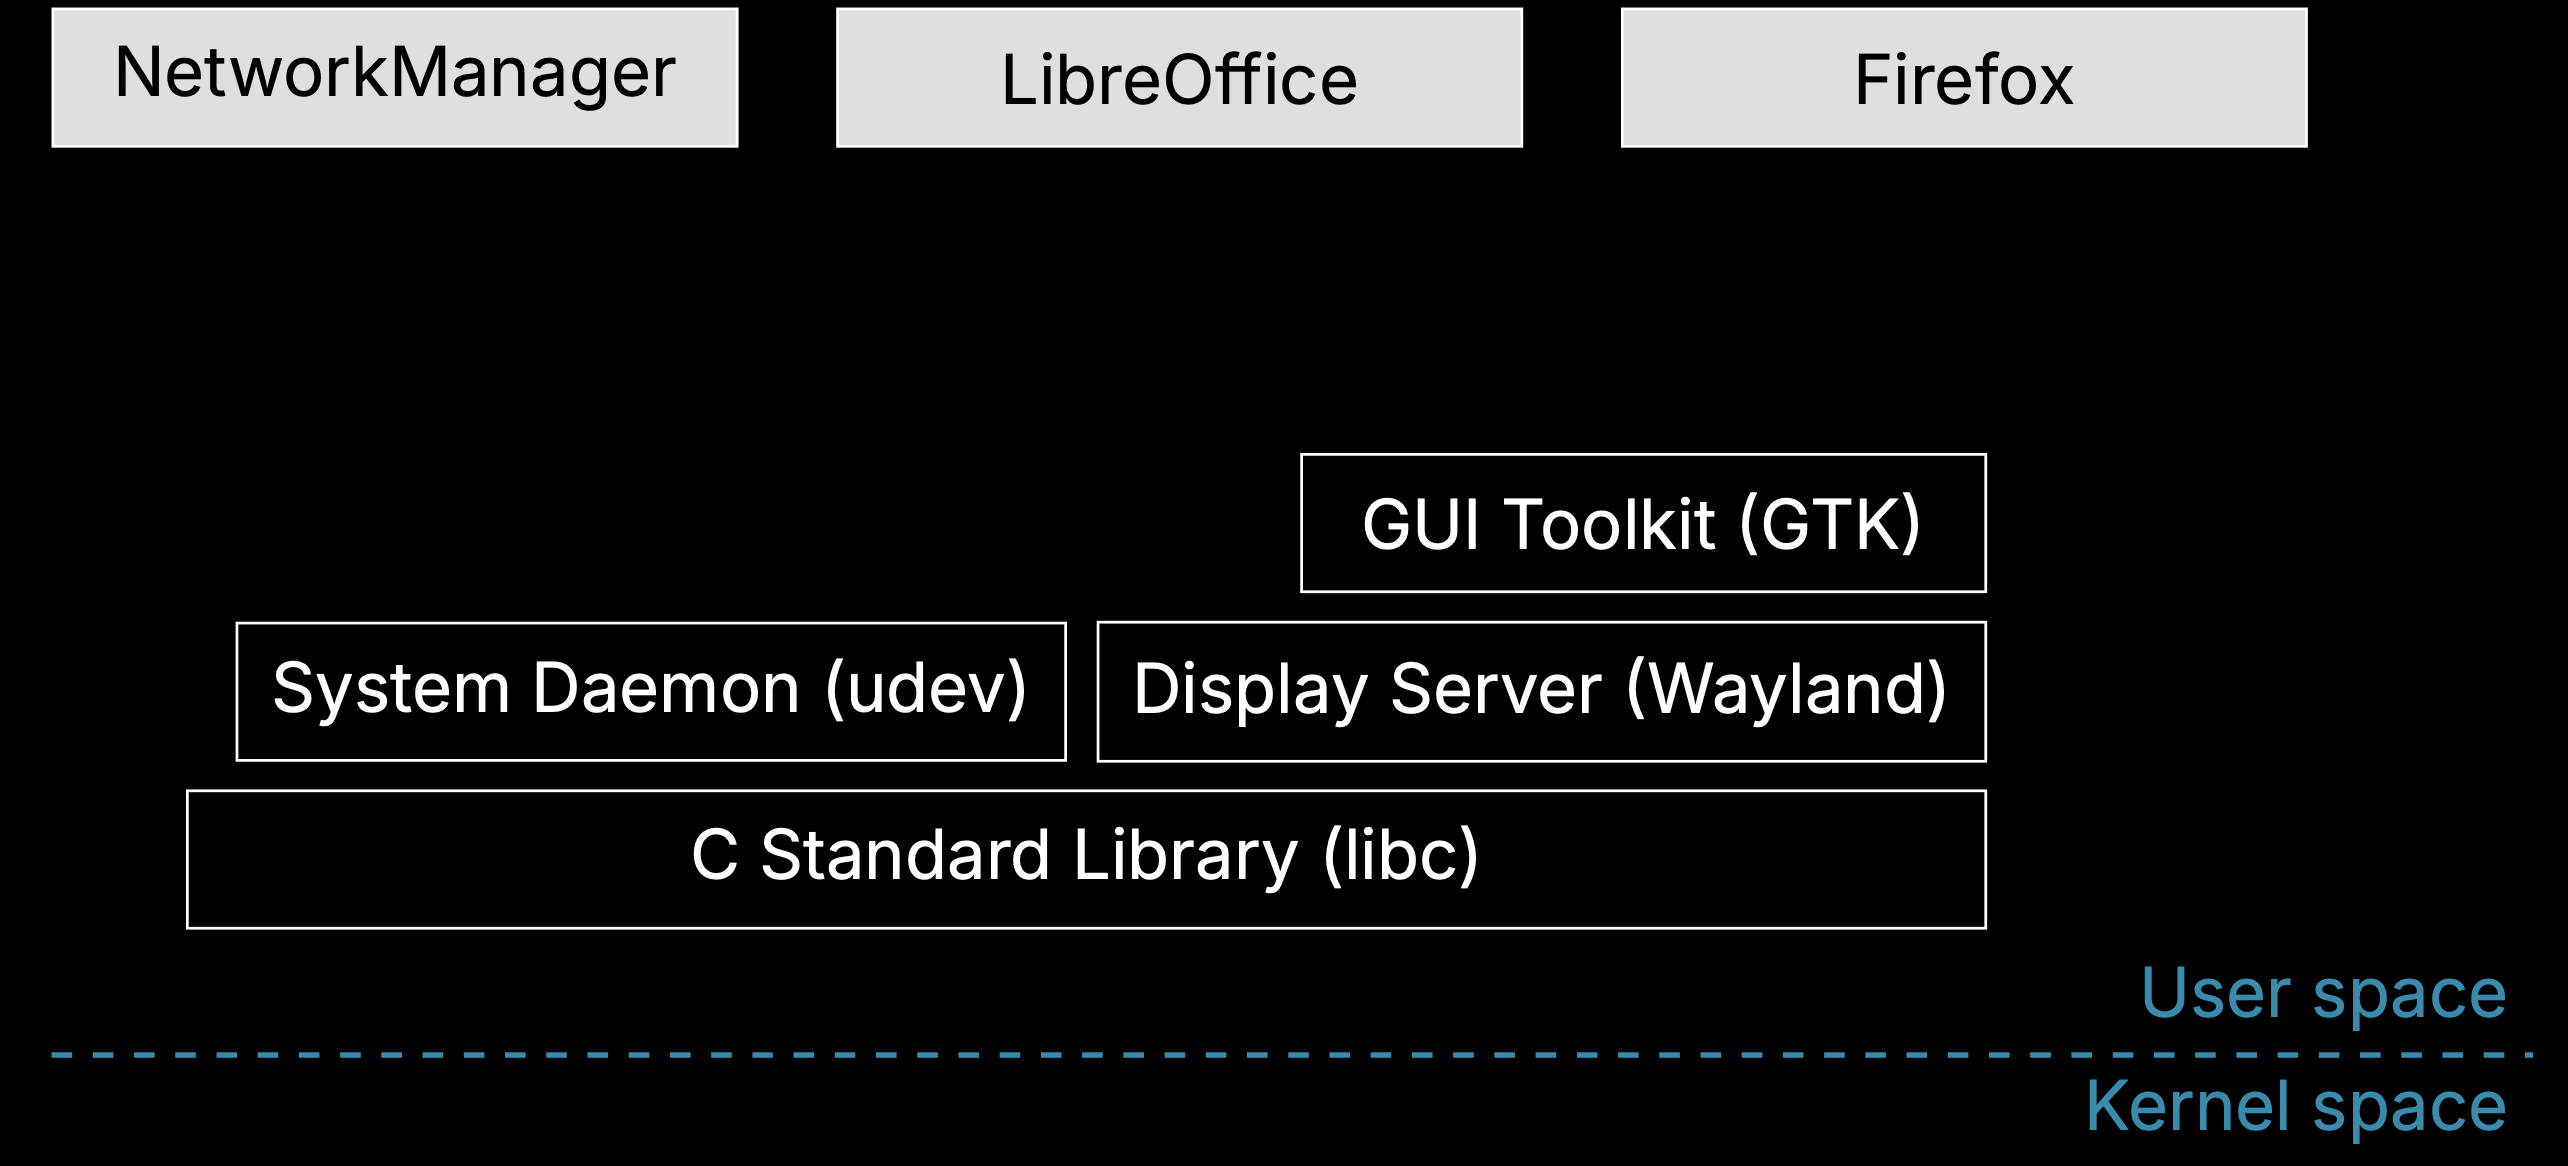 NetworkManager
LibreOffice
Firefox
GUI Toolkit (GTK)
System Daemon (udev)
Display Server (Wayland)
C Standard Library (libc)
User space
Kernel space